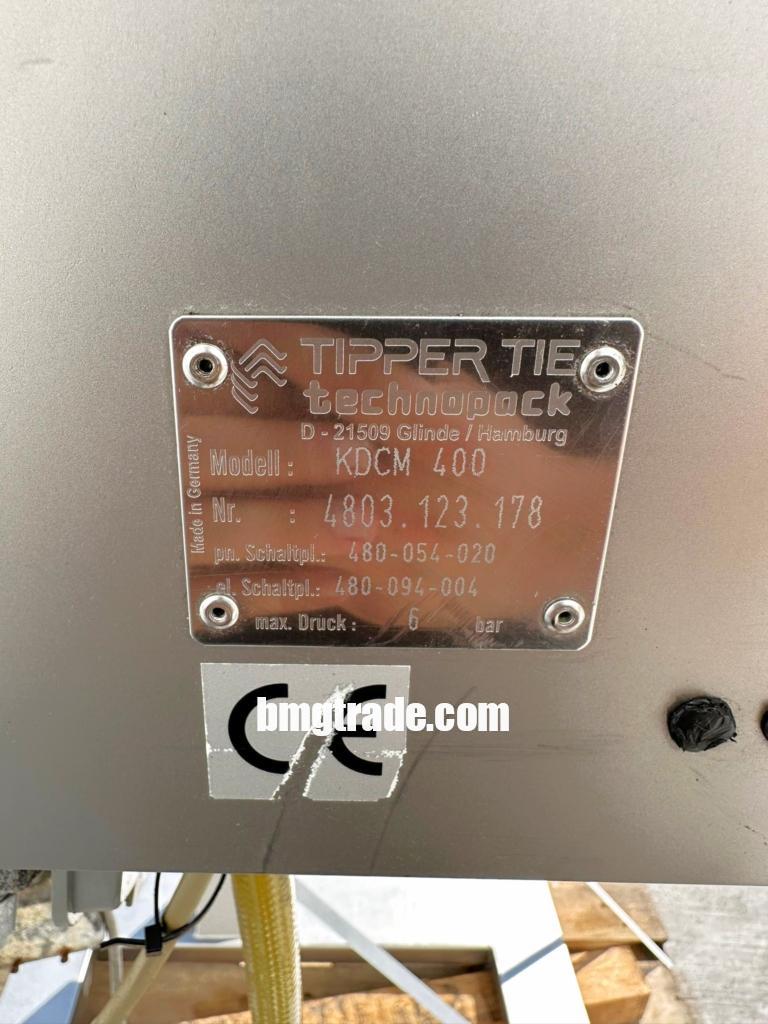 TIPPER TIE
technopack
D - 21509 Glinde / Hamburg
Made in Germany
Modell : KDCM 400
Nr. : 4803.123.178
pn. Schaltpl.: 480-054-020
el. Schaltpl.: 480-094-004
max. Druck : 6 bar
CE
bmgtrade.com